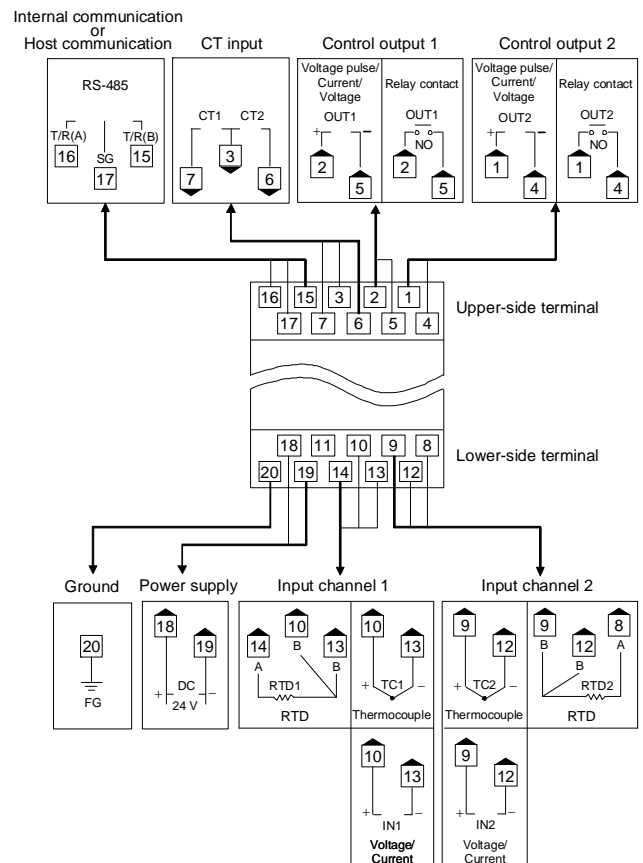 Internal communication
or
Host communication
CT input
Control output 1
Control output 2
RS-485
T/R(A)
T/R(B)
16
SG
15
17
CT1 CT2
7
3
6
Voltage pulse/
Current/
Voltage
OUT1
+ −
2
5
Relay contact
OUT1
NO
2
5
Voltage pulse/
Current/
Voltage
OUT2
+ −
1
4
Relay contact
OUT2
NO
1
4
16 15 3 2 1
17 7 6 5 4
Upper-side terminal
18 11 10 9 8
20 19 14 13 12
Lower-side terminal
Ground
Power supply
Input channel 1
Input channel 2
20
FG
18
19
+ DC −
24 V
14 10 13
A B B
RTD1
RTD
10
13
+ TC1 −
Thermocouple
9
12
+ TC2 −
Thermocouple
9 12 8
B B A
RTD2
RTD
10
13
+ −
IN1
Voltage/
Current
9
12
+ −
IN2
Voltage/
Current